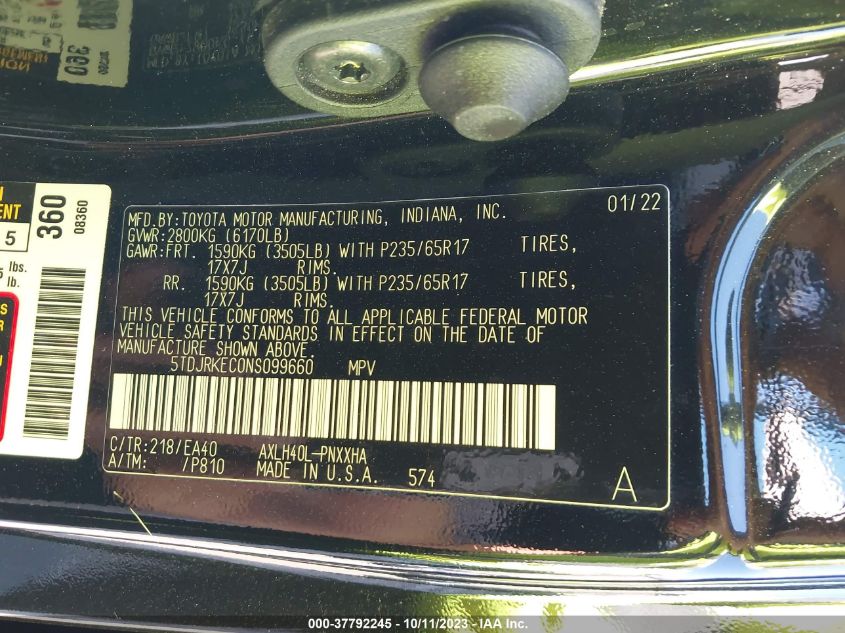 360
08360
MFD.BY:TOYOTA MOTOR MANUFACTURING, INDIANA, INC. 01/22
GVWR:2800KG (6170LB)
GAWR:FRT. 1590KG (3505LB) WITH P235/65R17 TIRES,
17X7J RIMS.
RR. 1590KG (3505LB) WITH P235/65R17 TIRES,
17X7J RIMS.
THIS VEHICLE CONFORMS TO ALL APPLICABLE FEDERAL MOTOR
VEHICLE SAFETY STANDARDS IN EFFECT ON THE DATE OF
MANUFACTURE SHOWN ABOVE.
5TDJRKEC0NS099660 MPV
C/TR:218/EA40 AXLH40L-PNXXHA
A/TM: /P810 MADE IN U.S.A. 574
A
5
lbs.
lb.
000-37792245 - 10/11/2023 - IAA Inc.